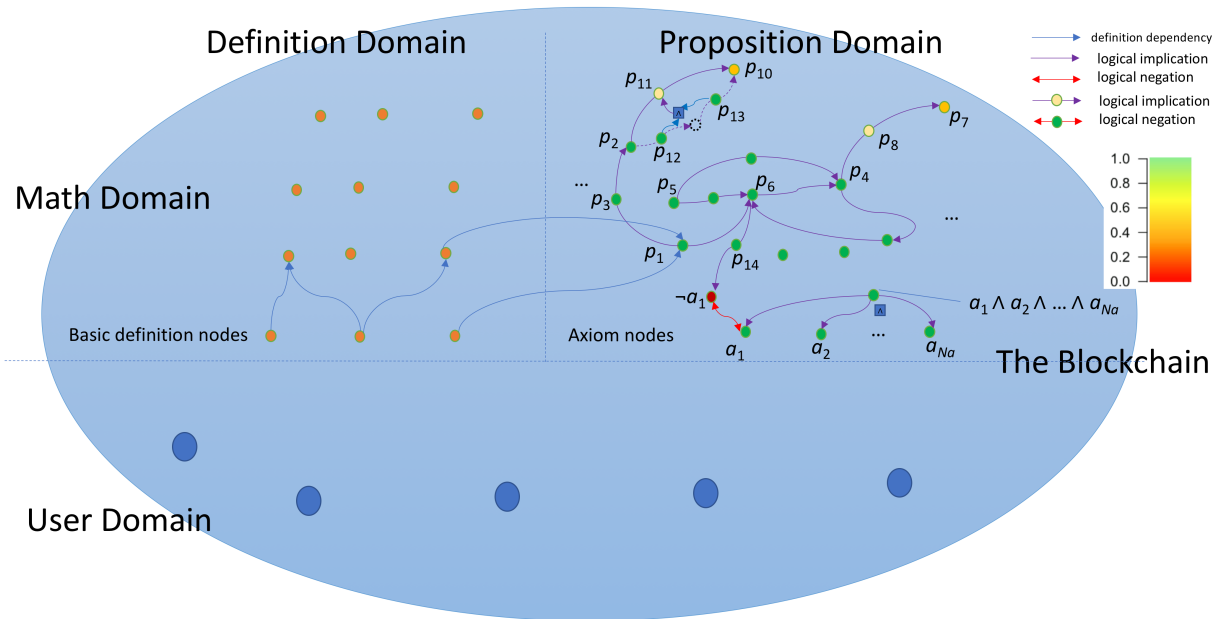 Definition Domain
Proposition Domain
definition dependency
logical implication
logical negation
logical implication
logical negation
p10
p11
p13
p7
p2
p12
p8
∧
1.0
0.8
0.6
0.4
0.2
0.0
Math Domain
...
p3
p5
p6
p4
...
p1
p14
¬a1
a1 ∧ a2 ∧ ... ∧ aNa
∧
Basic definition nodes
Axiom nodes
...
a1
a2
aNa
The Blockchain
User Domain